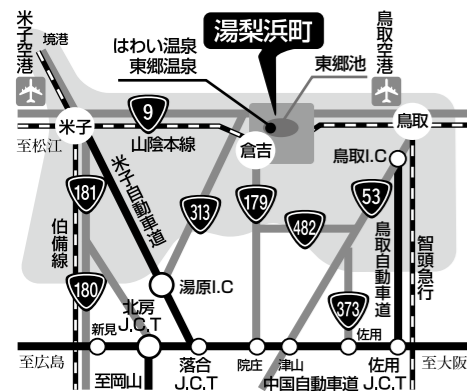 湯梨浜町
米子空港
境港
はわい温泉
東郷温泉
東郷池
鳥取空港
9
米子
山陰本線
倉吉
鳥取
至松江
鳥取I.C
米子自動車道
181
313
179
482
53
伯備線
鳥取自動車道
智頭急行
180
湯原I.C
373
北房
J,C,T
新見
佐用
至広島
至岡山
落合
J,C,T
院庄
津山
中国自動車道
佐用
J,C,T
至大阪